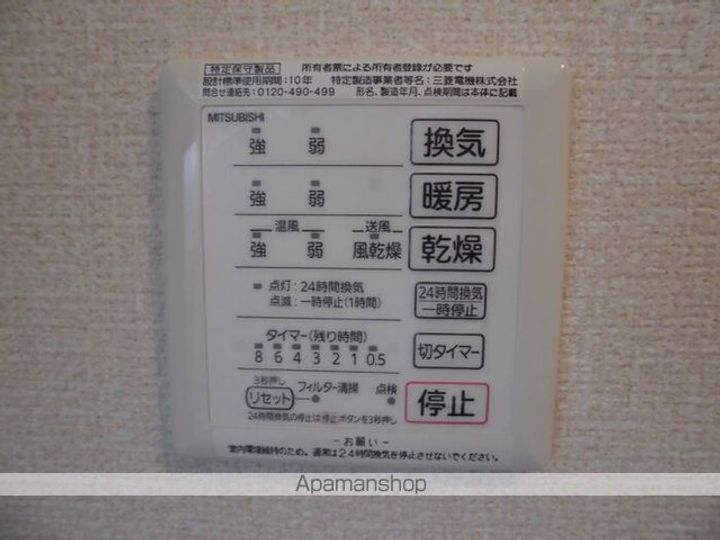 特定保守製品 所有者票による所有者登録が必要です
設計標準使用期間:10年 特定製造事業者等名:三菱電機株式会社
問合せ連絡先:0120-490-499 形名、製造年月、点検期間は本体に記載
MITSUBISHI
強 弱 換気
強 弱 暖房
温風 送風
強 弱 風乾燥 乾燥
点灯:24時間換気
点滅:一時停止(1時間)
24時間換気
一時停止
タイマー(残り時間)
8 6 4 3 2 1 0.5
切タイマー
3秒押し
リセット フィルター清掃 点検
停止
24時間換気の停止は停止ボタンを3秒押し
-お願い-
室内環境維持のため、通常は24時間換気を停止させないでください。
Apamanshop